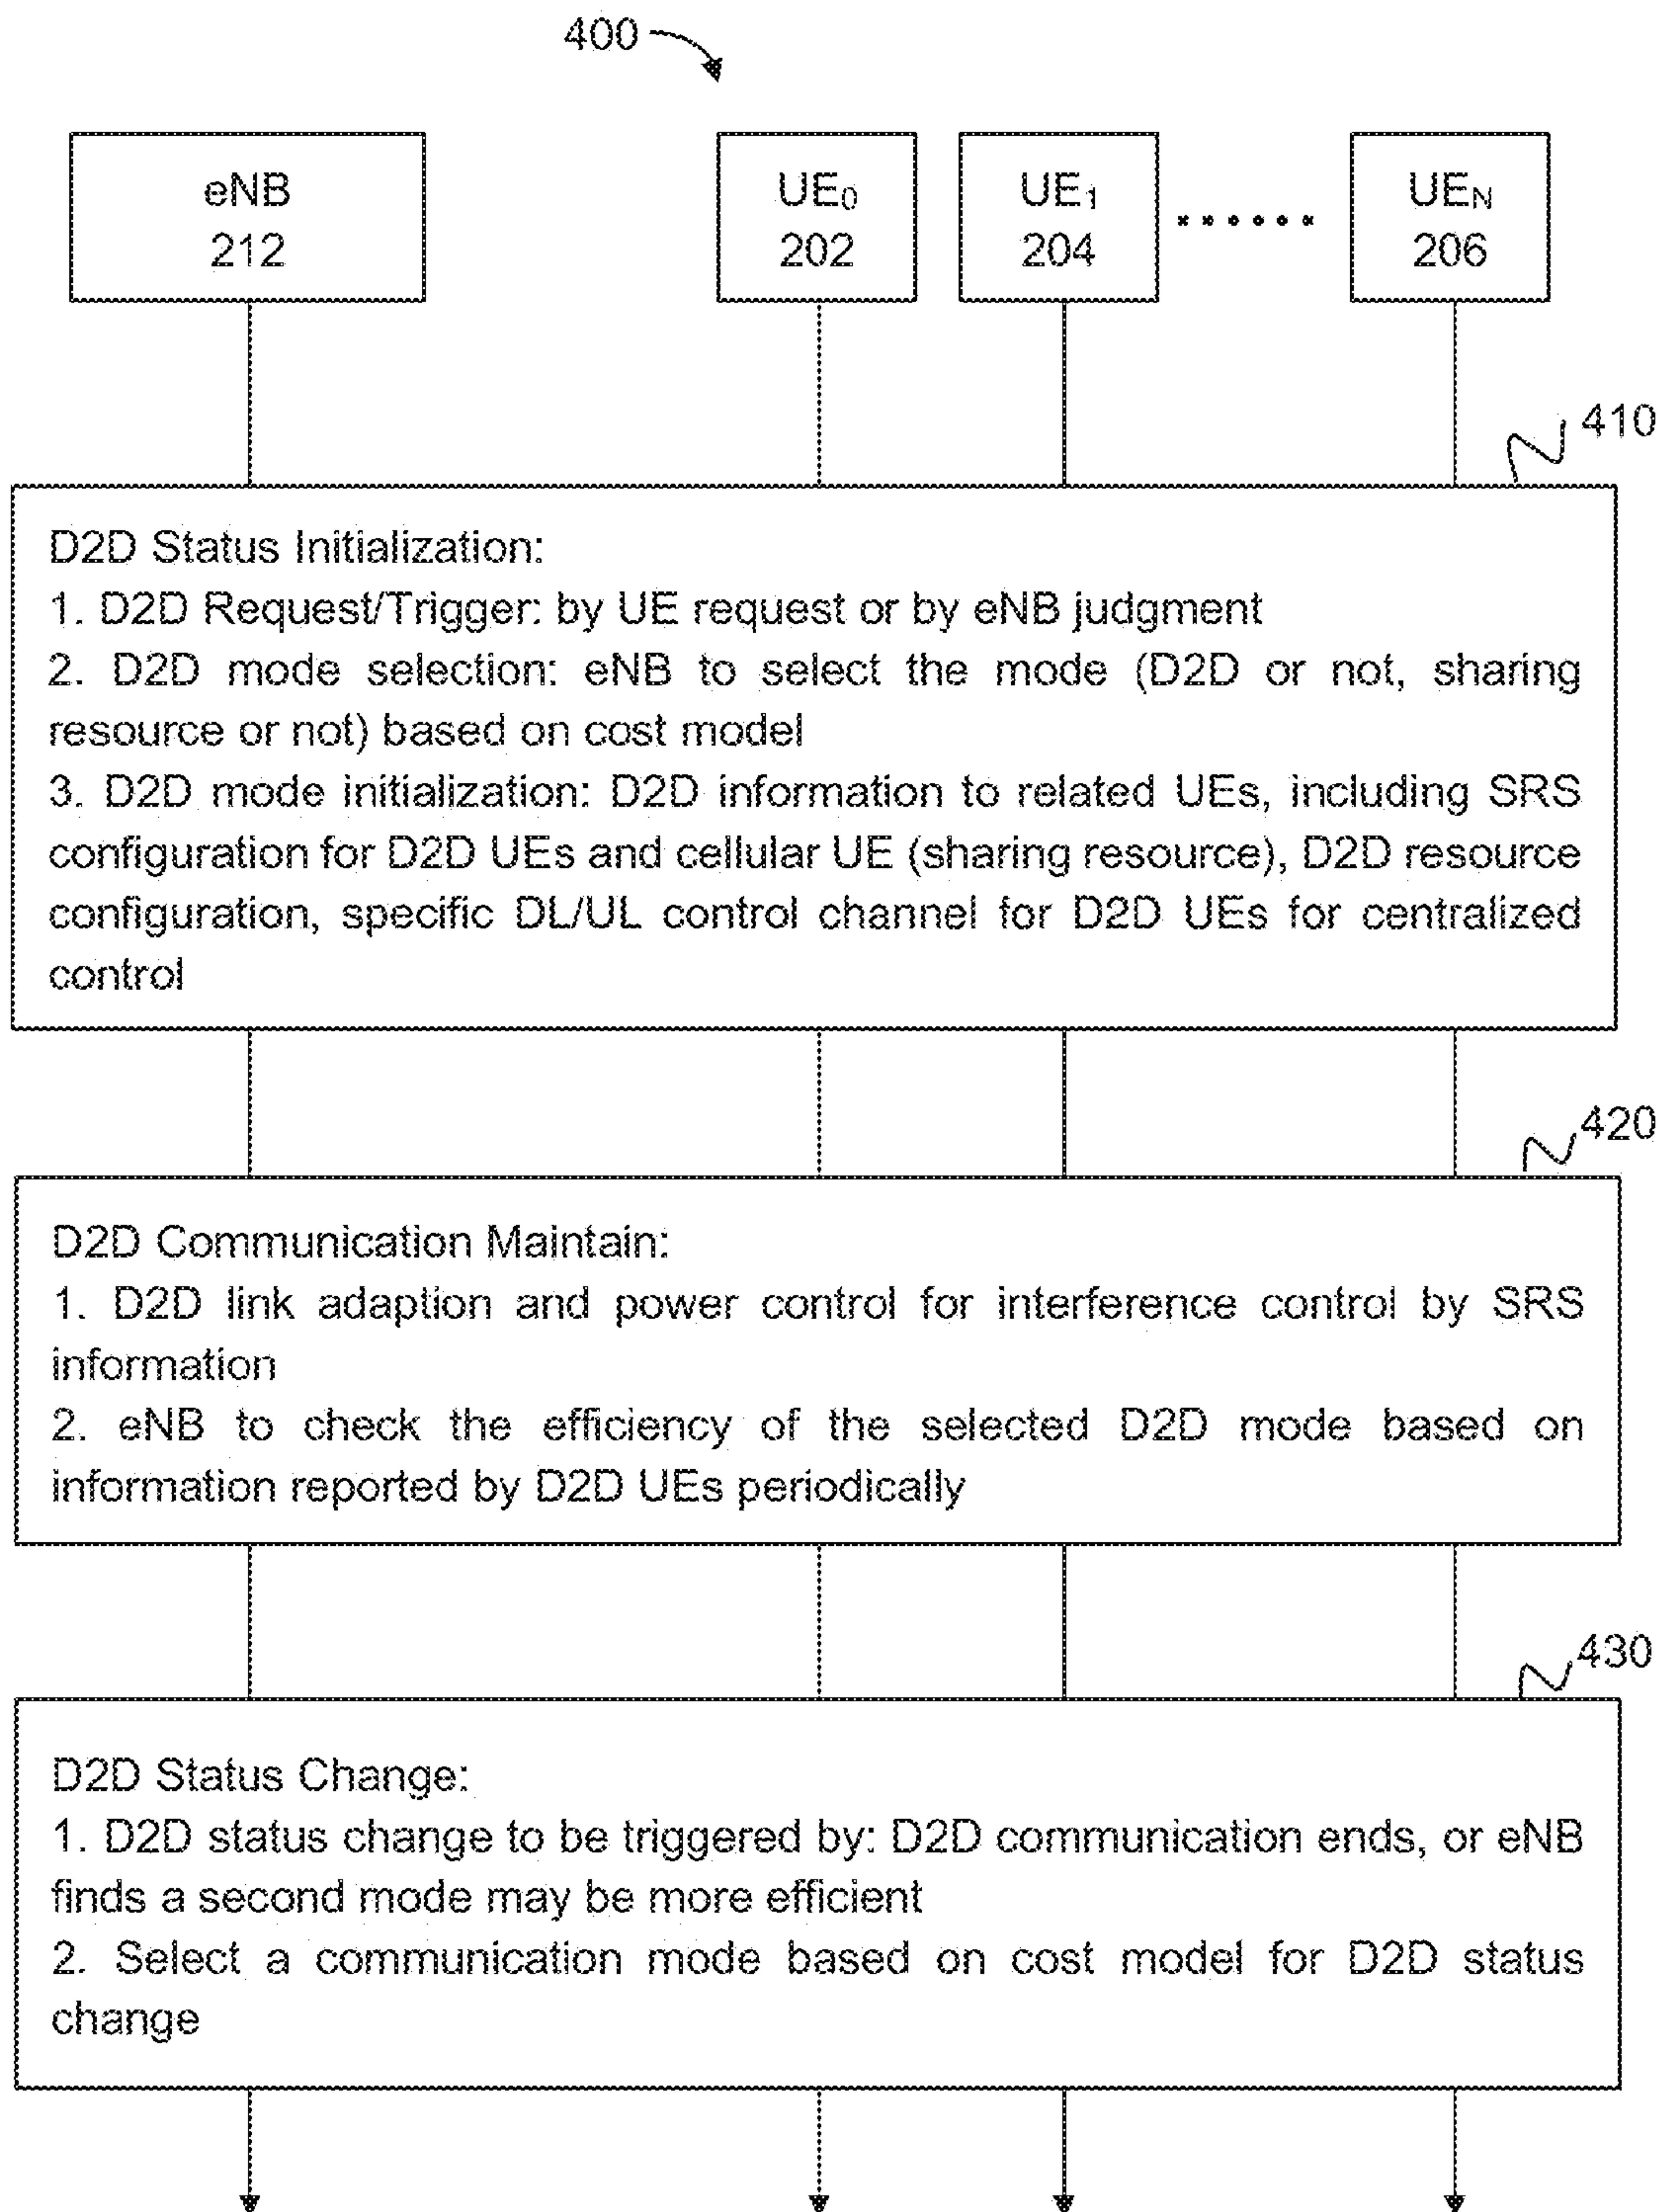 400
eNB
212
UE₀
202
UE₁
204
UE_N
206
410
D2D Status Initialization:
1. D2D Request/Trigger: by UE request or by eNB judgment
2. D2D mode selection: eNB to select the mode (D2D or not, sharing
resource or not) based on cost model
3. D2D mode initialization: D2D information to related UEs, including SRS
configuration for D2D UEs and cellular UE (sharing resource), D2D resource
configuration, specific DL/UL control channel for D2D UEs for centralized
control
420
D2D Communication Maintain:
1. D2D link adaption and power control for interference control by SRS
information
2. eNB to check the efficiency of the selected D2D mode based on
information reported by D2D UEs periodically
430
D2D Status Change:
1. D2D status change to be triggered by: D2D communication ends, or eNB
finds a second mode may be more efficient
2. Select a communication mode based on cost model for D2D status
change